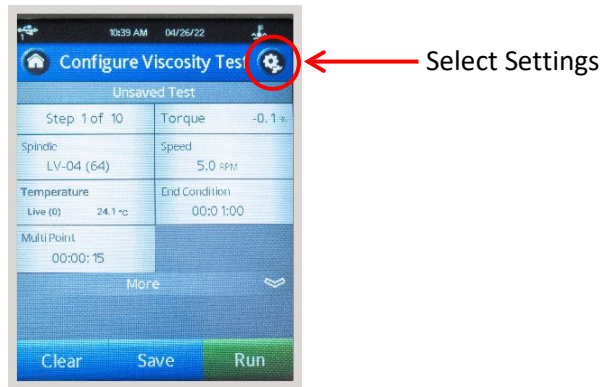 10:39 AM 04/26/22
Configure Viscosity Test
Select Settings
Unsaved Test
Step 1 of 10 Torque -0.1 %
Spindle Speed
LV-04 (64) 5.0 RPM
Temperature End Condition
Live (0) 24.1 °C 00:01:00
Multi Point
00:00:15
More
Clear Save Run